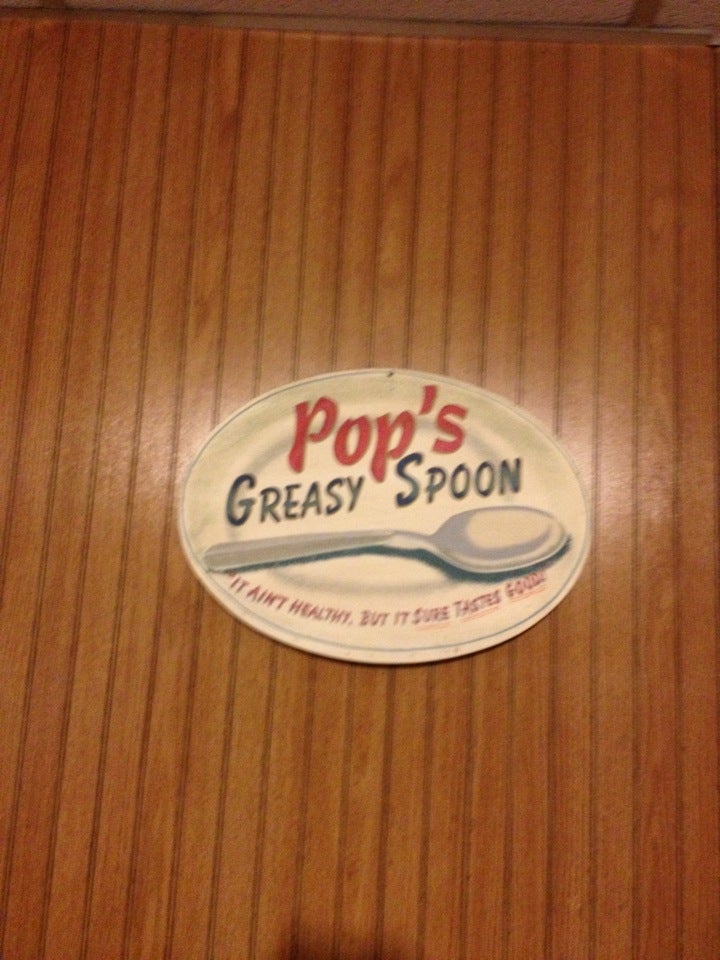 Pop's
GREASY SPOON
"IT AIN'T HEALTHY, BUT IT SURE TASTES GOOD!"